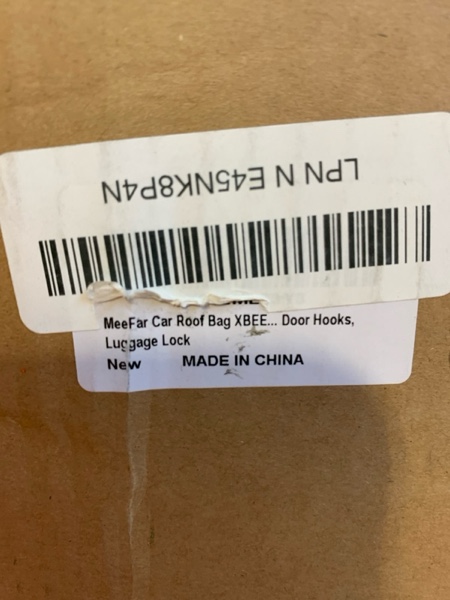 LPN N E45NK8P4N
MeeFar Car Roof Bag XBEE... Door Hooks,
Luggage Lock
New MADE IN CHINA